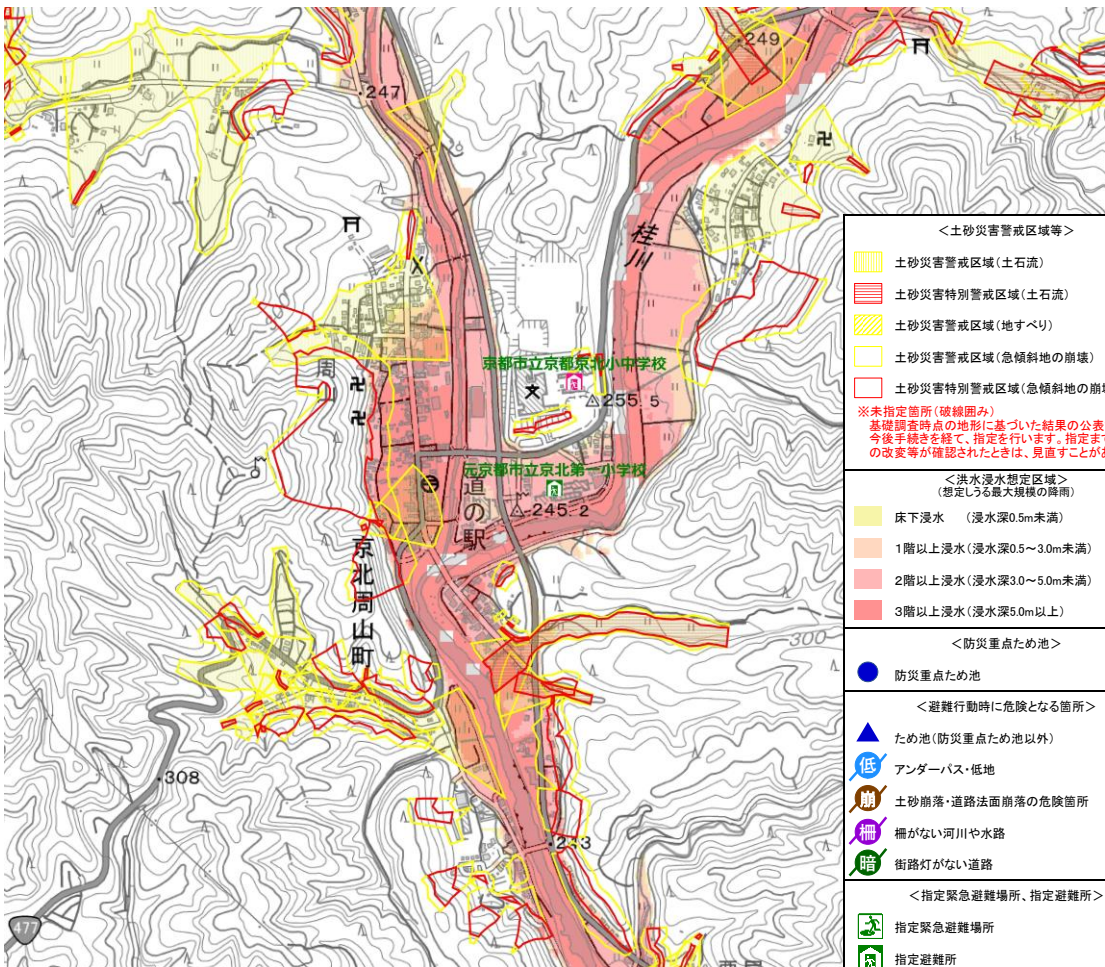 249
247
桂川
京都市立京都京北小中学校
255.5
周山
元京都市立京北第一小学校
道の駅
245.2
京北周山町
300
308
243
477
<土砂災害警戒区域等>
土砂災害警戒区域(土石流)
土砂災害特別警戒区域(土石流)
土砂災害警戒区域(地すべり)
土砂災害警戒区域(急傾斜地の崩壊)
土砂災害特別警戒区域(急傾斜地の崩壊
※未指定箇所(破線囲み)
基礎調査時点の地形に基づいた結果の公表
今後手続きを経て、指定を行います。指定ま
の改変等が確認されたときは、見直すことが
<洪水浸水想定区域>
(想定しうる最大規模の降雨)
床下浸水 (浸水深0.5m未満)
1階以上浸水(浸水深0.5~3.0m未満)
2階以上浸水(浸水深3.0~5.0m未満)
3階以上浸水(浸水深5.0m以上)
<防災重点ため池>
防災重点ため池
<避難行動時に危険となる箇所>
ため池(防災重点ため池以外)
低 アンダーパス・低地
崩 土砂崩落・道路法面崩落の危険箇所
柵 柵がない河川や水路
暗 街路灯がない道路
<指定緊急避難場所、指定避難所>
指定緊急避難場所
指定避難所